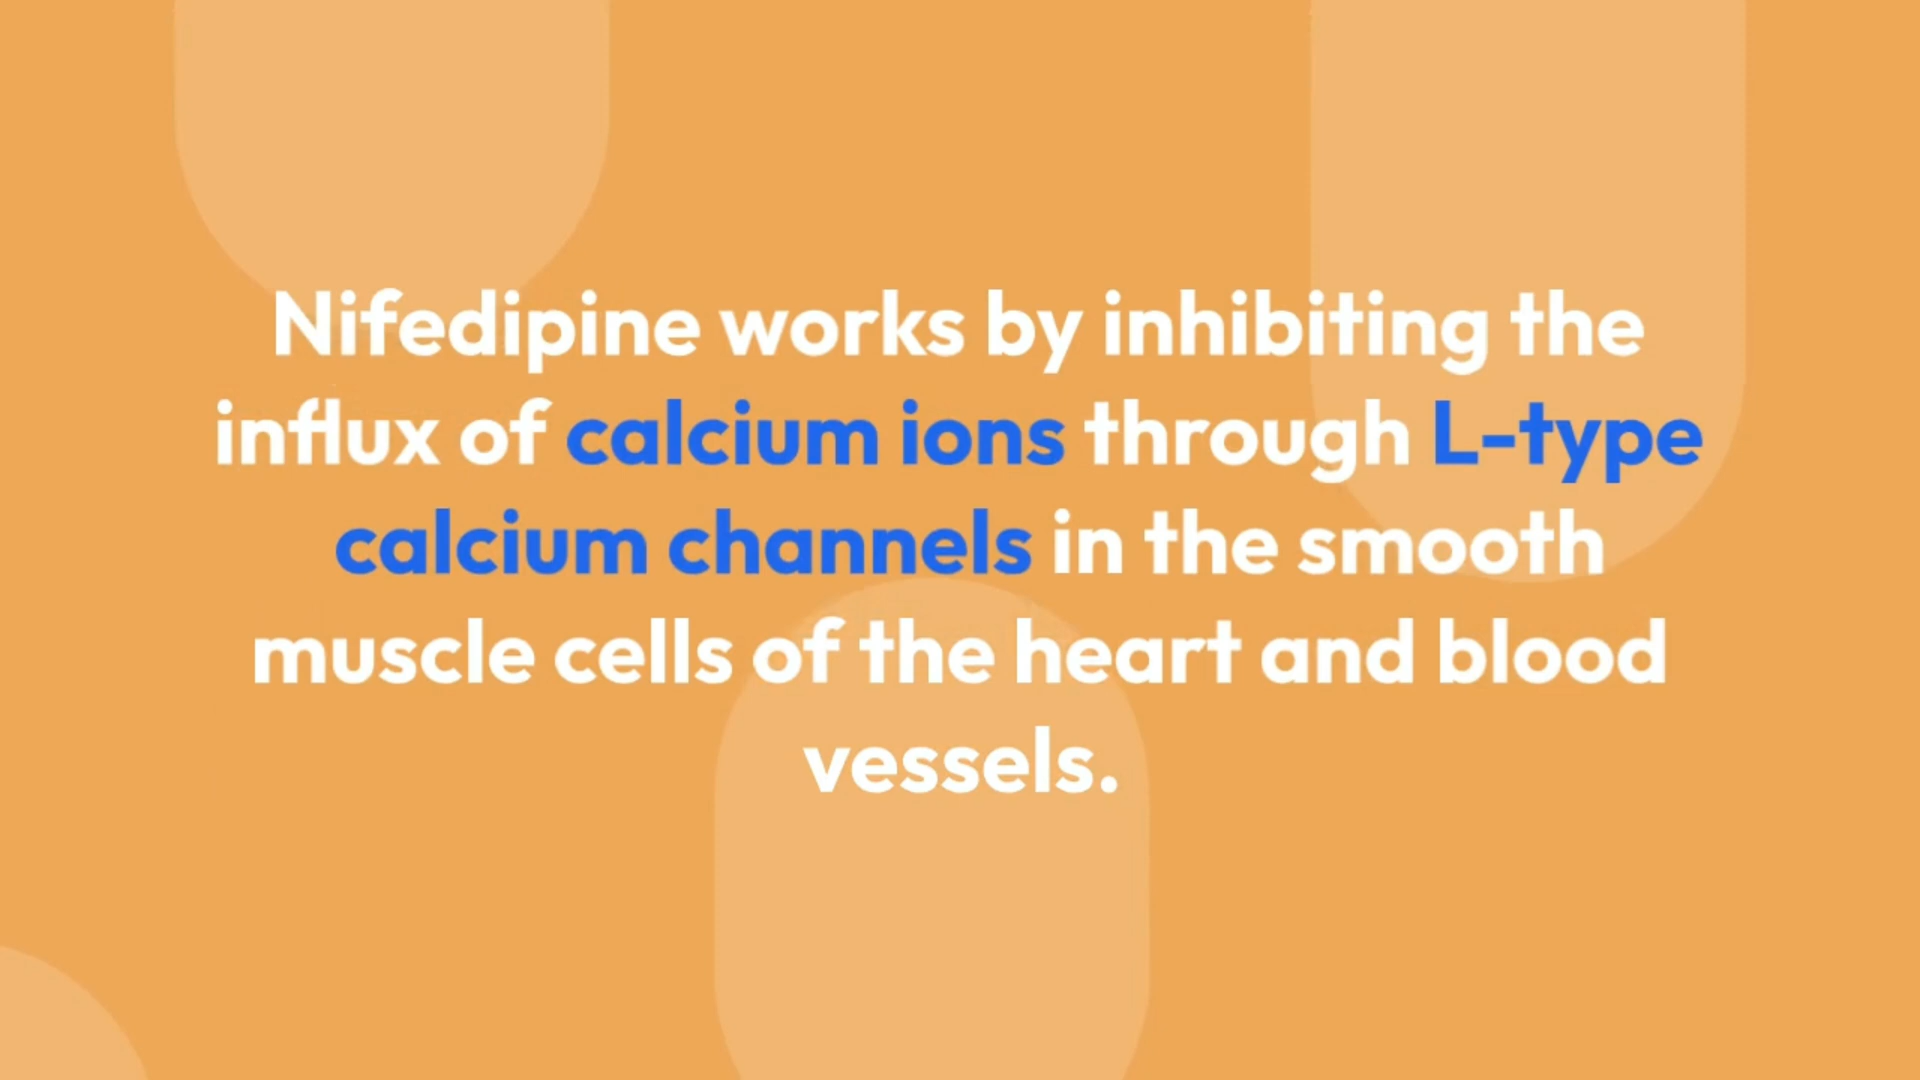 Nifedipine works by inhibiting the
influx of calcium ions through L-type
calcium channels in the smooth
muscle cells of the heart and blood
vessels.